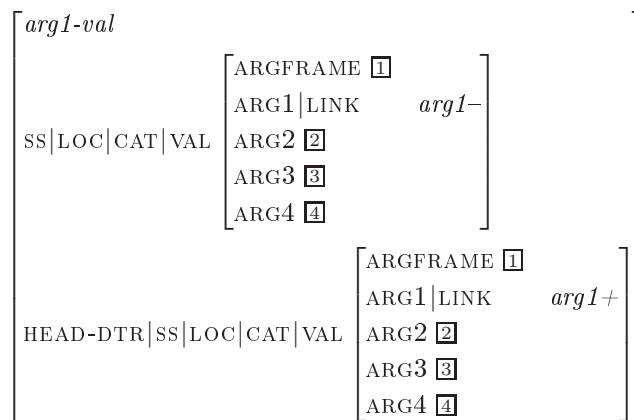 arg1-val
ARGFRAME 1
ARG1|LINK arg1–
SS|LOC|CAT|VAL ARG2 2
ARG3 3
ARG4 4
ARGFRAME 1
ARG1|LINK arg1+
HEAD-DTR|SS|LOC|CAT|VAL ARG2 2
ARG3 3
ARG4 4